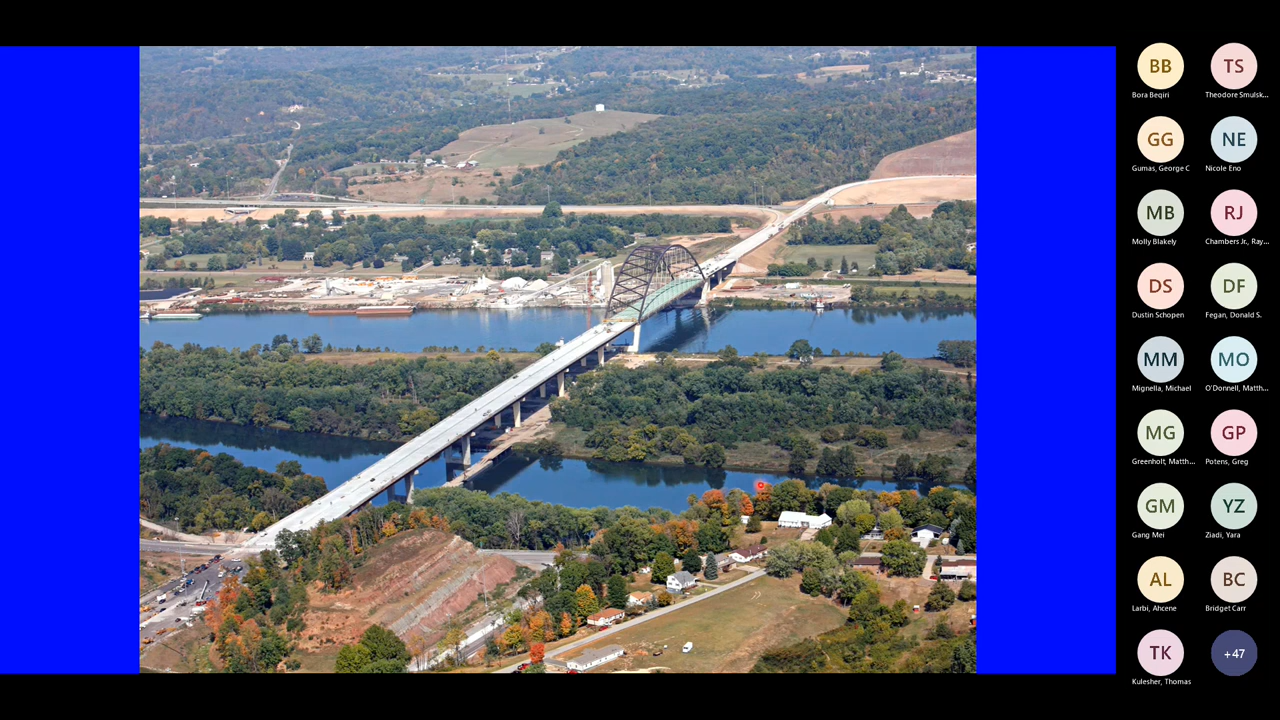 BB
TS
Bora Beqiri
Theodore Smulsk...
GG
NE
Gumas, George C
Nicole Eno
MB
RJ
Molly Blakely
Chambers Jr., Ray...
DS
DF
Dustin Schopen
Fegan, Donald S.
MM
MO
Mignella, Michael
O'Donnell, Matth...
MG
GP
Greenholt, Matth...
Potens, Greg
GM
YZ
Gang Mei
Ziadi, Yara
AL
BC
Larbi, Ahcene
Bridget Carr
TK
+47
Kulesher, Thomas